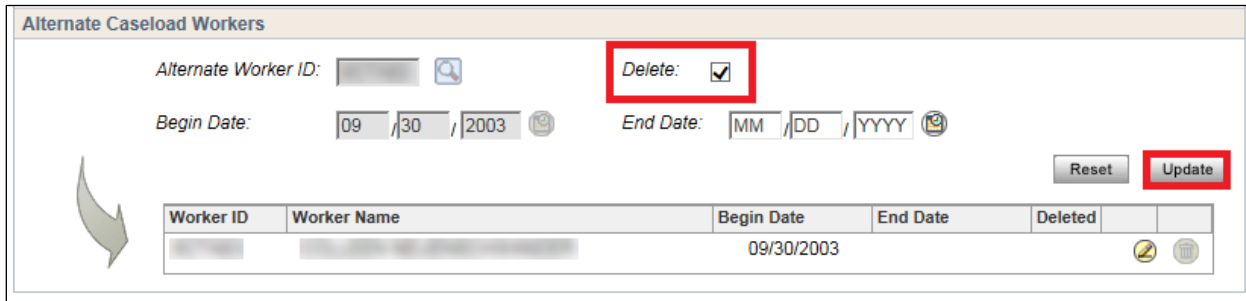 Alternate Caseload Workers
Alternate Worker ID: Delete:
Begin Date: 09 / 30 / 2003 End Date: MM / DD / YYYY
Reset Update
Worker ID Worker Name Begin Date End Date Deleted
09/30/2003